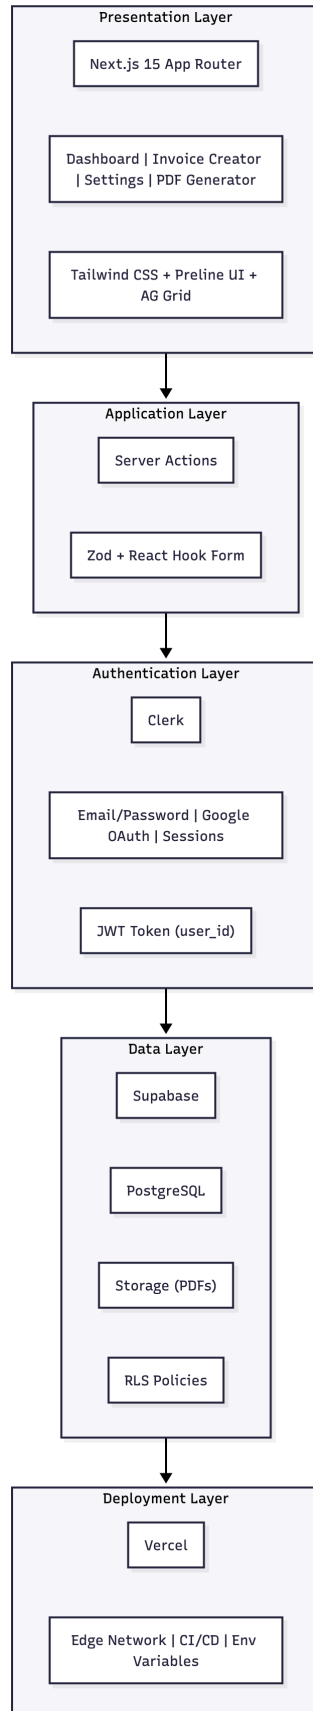 Presentation Layer
Next.js 15 App Router
Dashboard | Invoice Creator
| Settings | PDF Generator
Tailwind CSS + Preline UI +
AG Grid
Application Layer
Server Actions
Zod + React Hook Form
Authentication Layer
Clerk
Email/Password | Google
OAuth | Sessions
JWT Token (user_id)
Data Layer
Supabase
PostgreSQL
Storage (PDFs)
RLS Policies
Deployment Layer
Vercel
Edge Network | CI/CD | Env
Variables